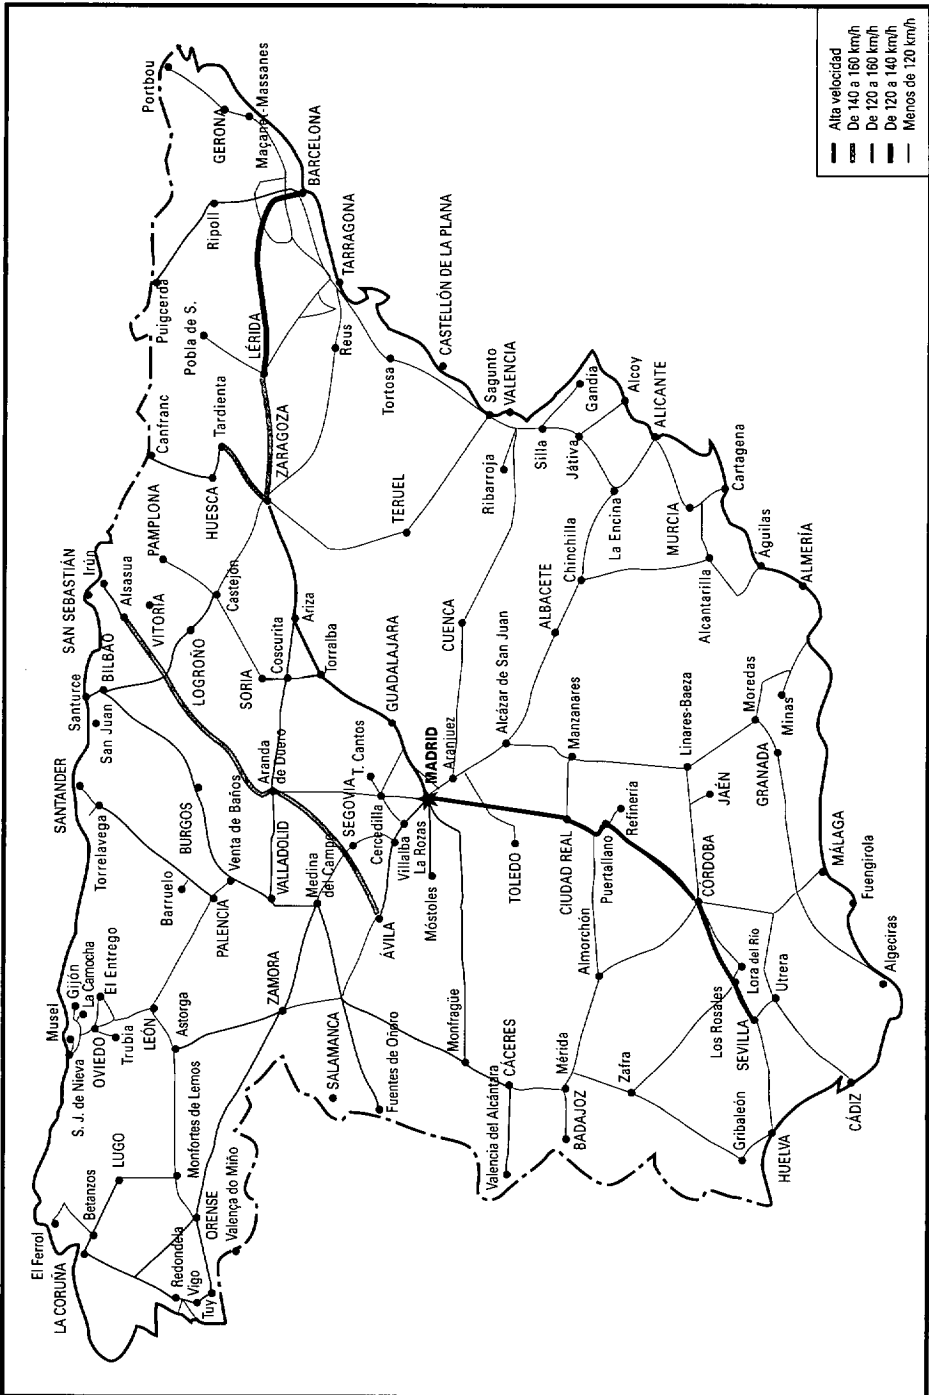 El Ferrol
LA CORUÑA
Betanzos
LUGO
Monfortes de Lemos
Redondela
Vigo
Tuy
ORENSE
Valença do Miño
Musel
Gijón
La Camocha
El Entrego
S. J. de Nieva
OVIEDO
Trubia
LEÓN
Astorga
ZAMORA
SALAMANCA
Fuentes de Oñoro
SANTANDER
Torrelavega
Barruelo
PALENCIA
BURGOS
Venta de Baños
VALLADOLID
Medina
del Campo
ÁVILA
Santurce
San Juan
BILBAO
SAN SEBASTIÁN
Irún
Alsasua
VITORIA
LOGROÑO
PAMPLONA
Castejón
SORIA
Coscurita
Ariza
Torralba
Aranda
de Duero
SEGOVIA
T. Cantos
Cercedilla
Villalba
La Rozas
Móstoles
MADRID
GUADALAJARA
Aranjuez
TOLEDO
Canfranc
HUESCA
Tardienta
ZARAGOZA
TERUEL
Puigcerda
Pobla de S.
LÉRIDA
Reus
Tortosa
Ripoll
Portbou
GERONA
Maçanet-Massanes
BARCELONA
TARRAGONA
CASTELLÓN DE LA PLANA
Sagunto
VALENCIA
Ribarroja
Silla
Gandia
Játiva
Alcoy
ALICANTE
La Encina
Chinchilla
ALBACETE
CUENCA
Alcázar de San Juan
Manzanares
CIUDAD REAL
Puertallano
Refinería
MURCIA
Cartagena
Alcantarilla
Águilas
ALMERÍA
Linares-Baeza
JAÉN
Moredas
Minas
GRANADA
MÁLAGA
Fuengirola
Algeciras
CÓRDOBA
Almorchón
Monfragüe
CÁCERES
Valencia del Alcántara
Mérida
BADAJOZ
Zafra
Los Rosales
Lora del Río
SEVILLA
Utrera
Gribaleón
HUELVA
CÁDIZ
Alta velocidad
De 140 a 160 km/h
De 120 a 160 km/h
De 120 a 140 km/h
Menos de 120 km/h